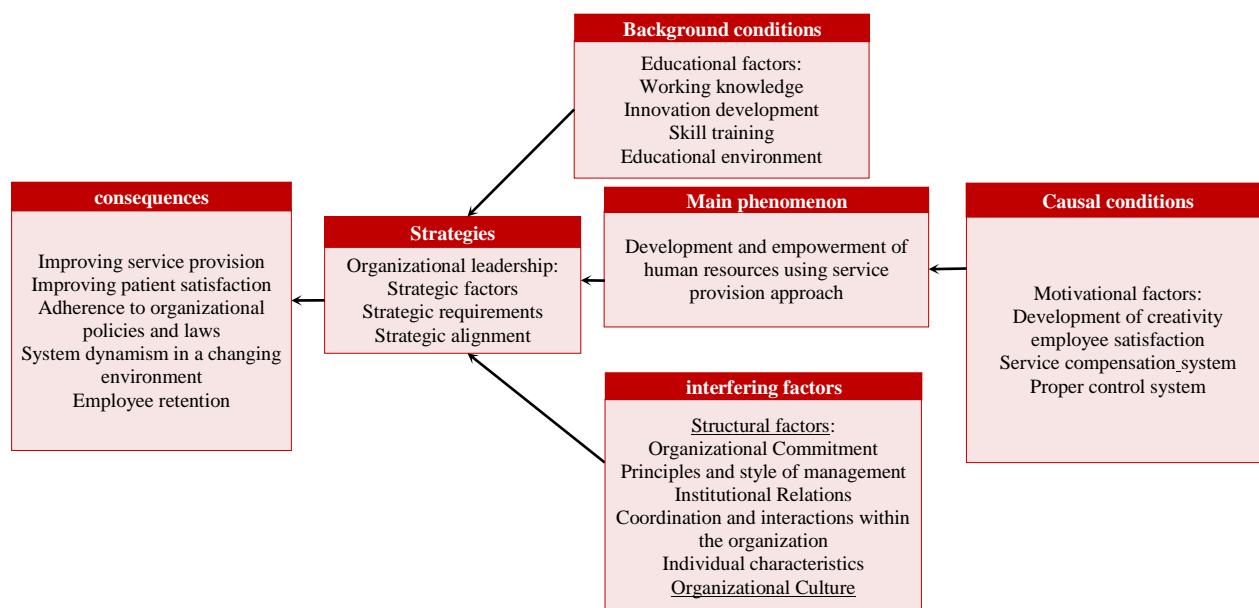 Background conditions
Educational factors:
Working knowledge
Innovation development
Skill training
Educational environment
consequences
Improving service provision
Improving patient satisfaction
Adherence to organizational
policies and laws
System dynamism in a changing
environment
Employee retention
Strategies
Organizational leadership:
Strategic factors
Strategic requirements
Strategic alignment
Main phenomenon
Development and empowerment of
human resources using service
provision approach
Causal conditions
Motivational factors:
Development of creativity
employee satisfaction
Service compensation system
Proper control system
interfering factors
Structural factors:
Organizational Commitment
Principles and style of management
Institutional Relations
Coordination and interactions within
the organization
Individual characteristics
Organizational Culture